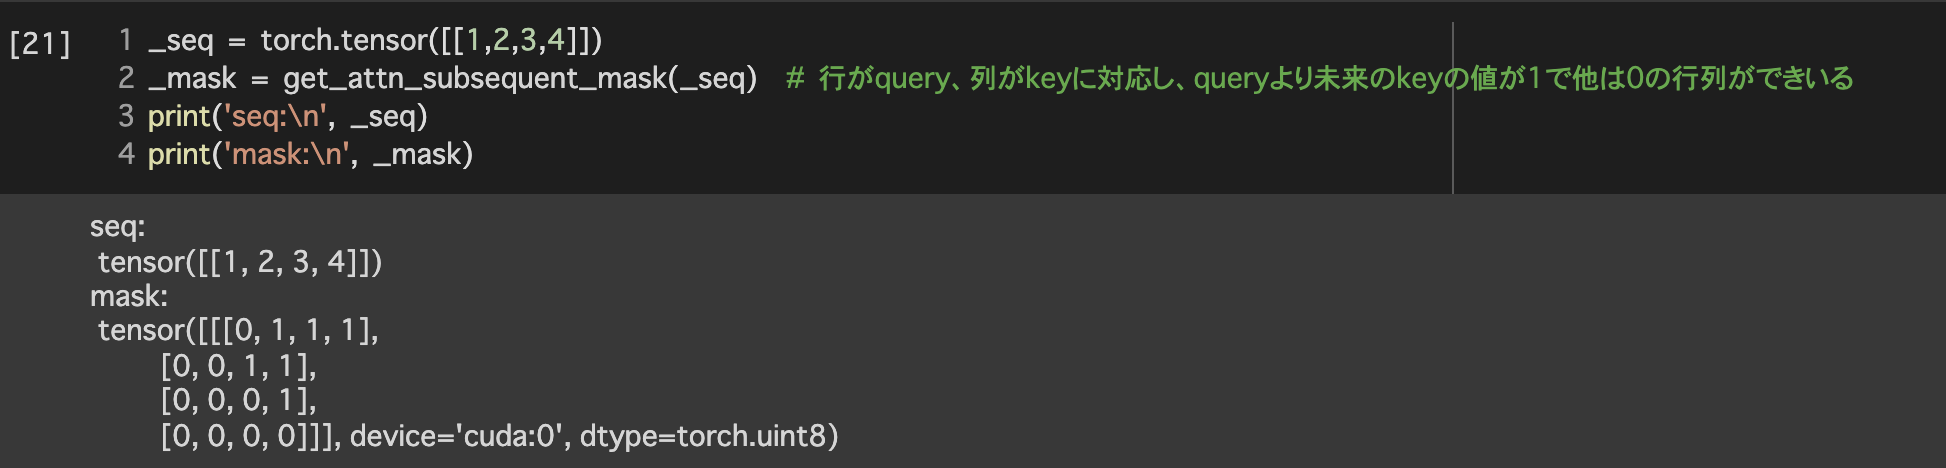 [21] 1 _seq = torch.tensor([[1,2,3,4]])
2 _mask = get_attn_subsequent_mask(_seq)  # 行がquery、列がkeyに対応し、queryより未来のkeyの値が1で他は0の行列ができいる
3 print('seq:\n', _seq)
4 print('mask:\n', _mask)
seq:
 tensor([[1, 2, 3, 4]])
mask:
 tensor([[[0, 1, 1, 1],
         [0, 0, 1, 1],
         [0, 0, 0, 1],
         [0, 0, 0, 0]]], device='cuda:0', dtype=torch.uint8)